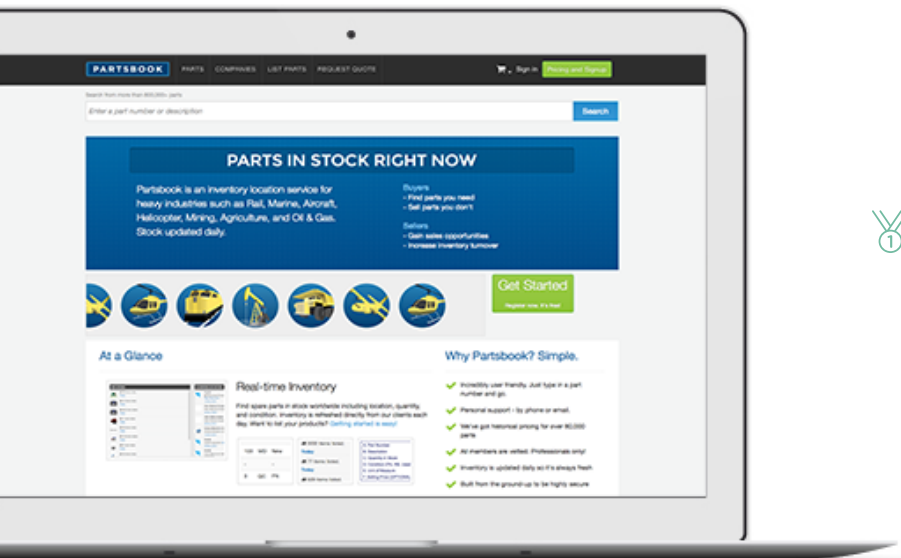 PARTSBOOK
PARTS COMPANIES LIST PARTS REQUEST QUOTE
Sign in Pricing and Signup
Search from more than 800,000+ parts
Enter a part number or description
Search
PARTS IN STOCK RIGHT NOW
Partsbook is an inventory location service for
heavy industries such as Rail, Marine, Aircraft,
Helicopter, Mining, Agriculture, and Oil & Gas.
Stock updated daily.
Buyers
- Find parts you need
- Sell parts you don't
Sellers
- Gain sales opportunities
- Increase inventory turnover
Get Started
Register now, it's free!
At a Glance
Real-time Inventory
Find spare parts in stock worldwide including location, quantity,
and condition. Inventory is refreshed directly from our clients each
day. Want to list your products? Getting started is easy!
Why Partsbook? Simple.
Incredibly user friendly. Just type in a part
number and go.
Personal support - by phone or email.
We've got historical pricing for over 80,000
parts
All members are vetted. Professionals only!
Inventory is updated daily so it's always fresh
Built from the ground-up to be highly secure
1